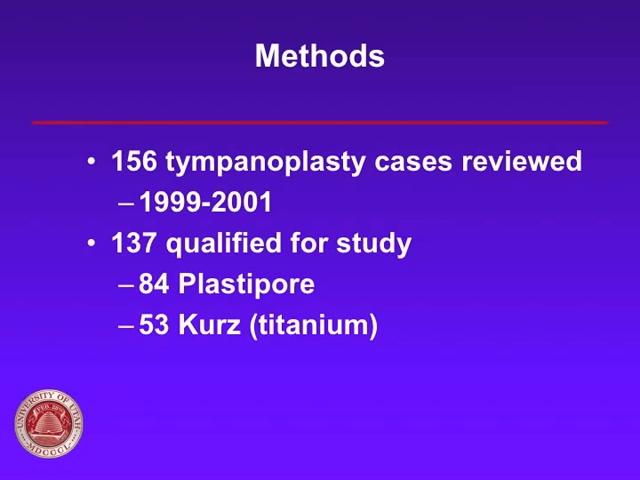 Methods
• 156 tympanoplasty cases reviewed
– 1999-2001
• 137 qualified for study
– 84 Plastipore
– 53 Kurz (titanium)
UNIVERSITY OF UTAH
MDCCCL